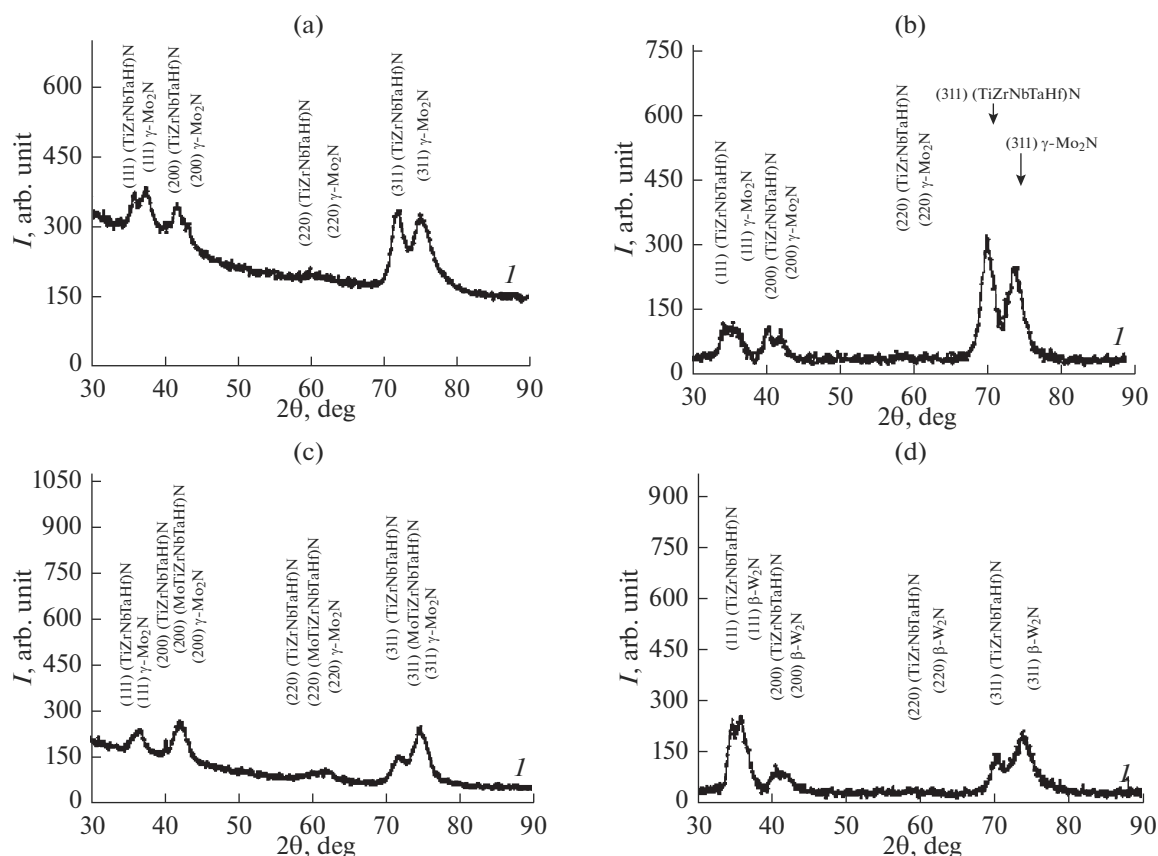 (a)
I, arb. unit
600
450
300
150
0
(111) (TiZrNbTaHf)N
(111) γ-Mo₂N
(200) (TiZrNbTaHf)N
(200) γ-Mo₂N
(220) (TiZrNbTaHf)N
(220) γ-Mo₂N
(311) (TiZrNbTaHf)N
(311) γ-Mo₂N
1
30 40 50 60 70 80 90
2θ, deg
(b)
I, arb. unit
750
600
450
300
150
0
(111) (TiZrNbTaHf)N
(111) γ-Mo₂N
(200) (TiZrNbTaHf)N
(200) γ-Mo₂N
(220) (TiZrNbTaHf)N
(220) γ-Mo₂N
(311) (TiZrNbTaHf)N
(311) γ-Mo₂N
1
30 40 50 60 70 80 90
2θ, deg
(c)
I, arb. unit
1050
900
750
600
450
300
150
0
(111) (TiZrNbTaHf)N
(111) γ-Mo₂N
(200) (TiZrNbTaHf)N
(200) (MoTiZrNbTaHf)N
(200) γ-Mo₂N
(220) (TiZrNbTaHf)N
(220) (MoTiZrNbTaHf)N
(220) γ-Mo₂N
(311) (TiZrNbTaHf)N
(311) (MoTiZrNbTaHf)N
(311) γ-Mo₂N
1
30 40 50 60 70 80 90
2θ, deg
(d)
I, arb. unit
900
750
600
450
300
150
0
(111) (TiZrNbTaHf)N
(111) β-W₂N
(200) (TiZrNbTaHf)N
(200) β-W₂N
(220) (TiZrNbTaHf)N
(220) β-W₂N
(311) (TiZrNbTaHf)N
(311) β-W₂N
1
30 40 50 60 70 80 90
2θ, deg